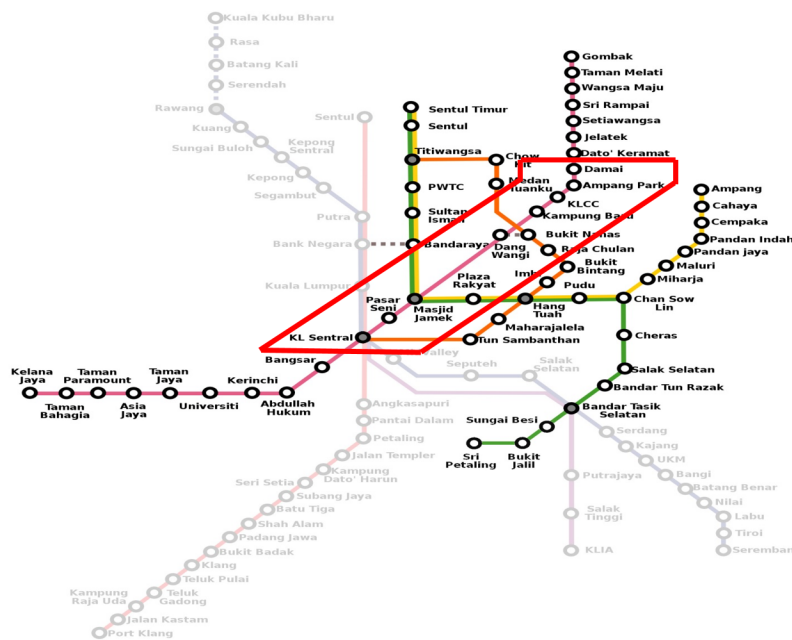 Kuala Kubu Bharu
Rasa
Batang Kali
Serendah
Rawang
Kuang
Sungai Buloh
Kepong
Sentral
Kepong
Segambut
Putra
Bank Negara
Kuala Lumpur
Sentul
Sentul Timur
Sentul
Titiwangsa
PWTC
Sultan
Ismail
Bandaraya
Chow
Kit
Medan
Tuanku
Gombak
Taman Melati
Wangsa Maju
Sri Rampai
Setiawangsa
Jelatek
Dato' Keramat
Damai
Ampang Park
KLCC
Kampung Baru
Dang
Wangi
Bukit Nanas
Raja Chulan
Bukit
Bintang
Imbi
Ampang
Cahaya
Cempaka
Pandan Indah
Pandan jaya
Maluri
Miharja
Chan Sow
Lin
Pudu
Hang
Tuah
Plaza
Rakyat
Masjid
Jamek
Pasar
Seni
KL Sentral
Maharajalela
Tun Sambanthan
Cheras
Salak Selatan
Bandar Tun Razak
Bandar Tasik
Selatan
Sungai Besi
Bukit
Jalil
Sri
Petaling
Bangsar
Abdullah
Hukum
Kerinchi
Universiti
Taman
Jaya
Asia
Jaya
Taman
Paramount
Taman
Bahagia
Kelana
Jaya
Valley
Seputeh
Salak
Selatan
Serdang
Kajang
UKM
Bangi
Batang Benar
Nilai
Labu
Tiroi
Seremban
Putrajaya
Salak
Tinggi
KLIA
Angkasapuri
Pantai Dalam
Petaling
Jalan Templer
Kampung
Dato' Harun
Seri Setia
Subang Jaya
Batu Tiga
Shah Alam
Padang Jawa
Bukit Badak
Klang
Teluk Pulai
Teluk
Gadong
Kampung
Raja Uda
Jalan Kastam
Port Klang